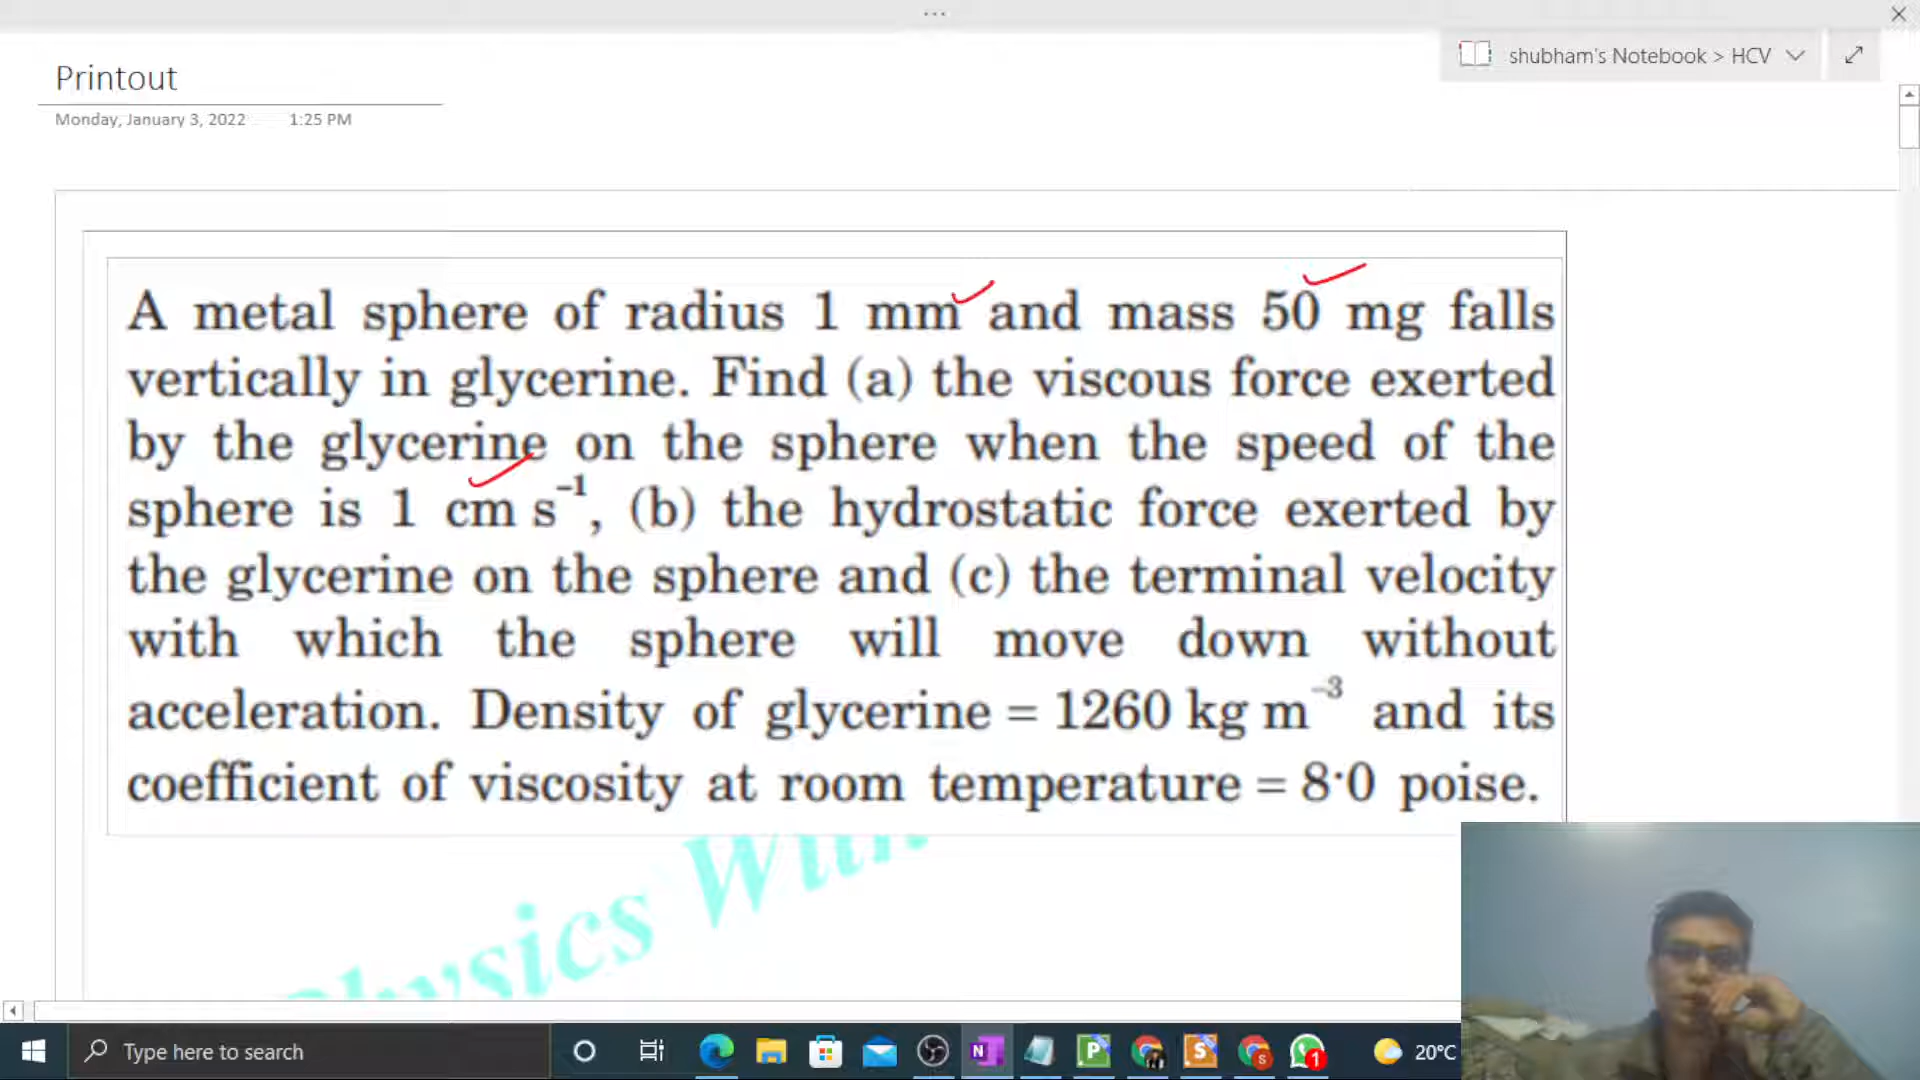 ...
shubham's Notebook > HCV
Printout
Monday, January 3, 2022 1:25 PM
A metal sphere of radius 1 mm and mass 50 mg falls
vertically in glycerine. Find (a) the viscous force exerted
by the glycerine on the sphere when the speed of the
sphere is 1 cm s⁻¹, (b) the hydrostatic force exerted by
the glycerine on the sphere and (c) the terminal velocity
with which the sphere will move down without
acceleration. Density of glycerine = 1260 kg m⁻³ and its
coefficient of viscosity at room temperature = 8·0 poise.
Physics With
Type here to search
N
P
S
S
1
20°C